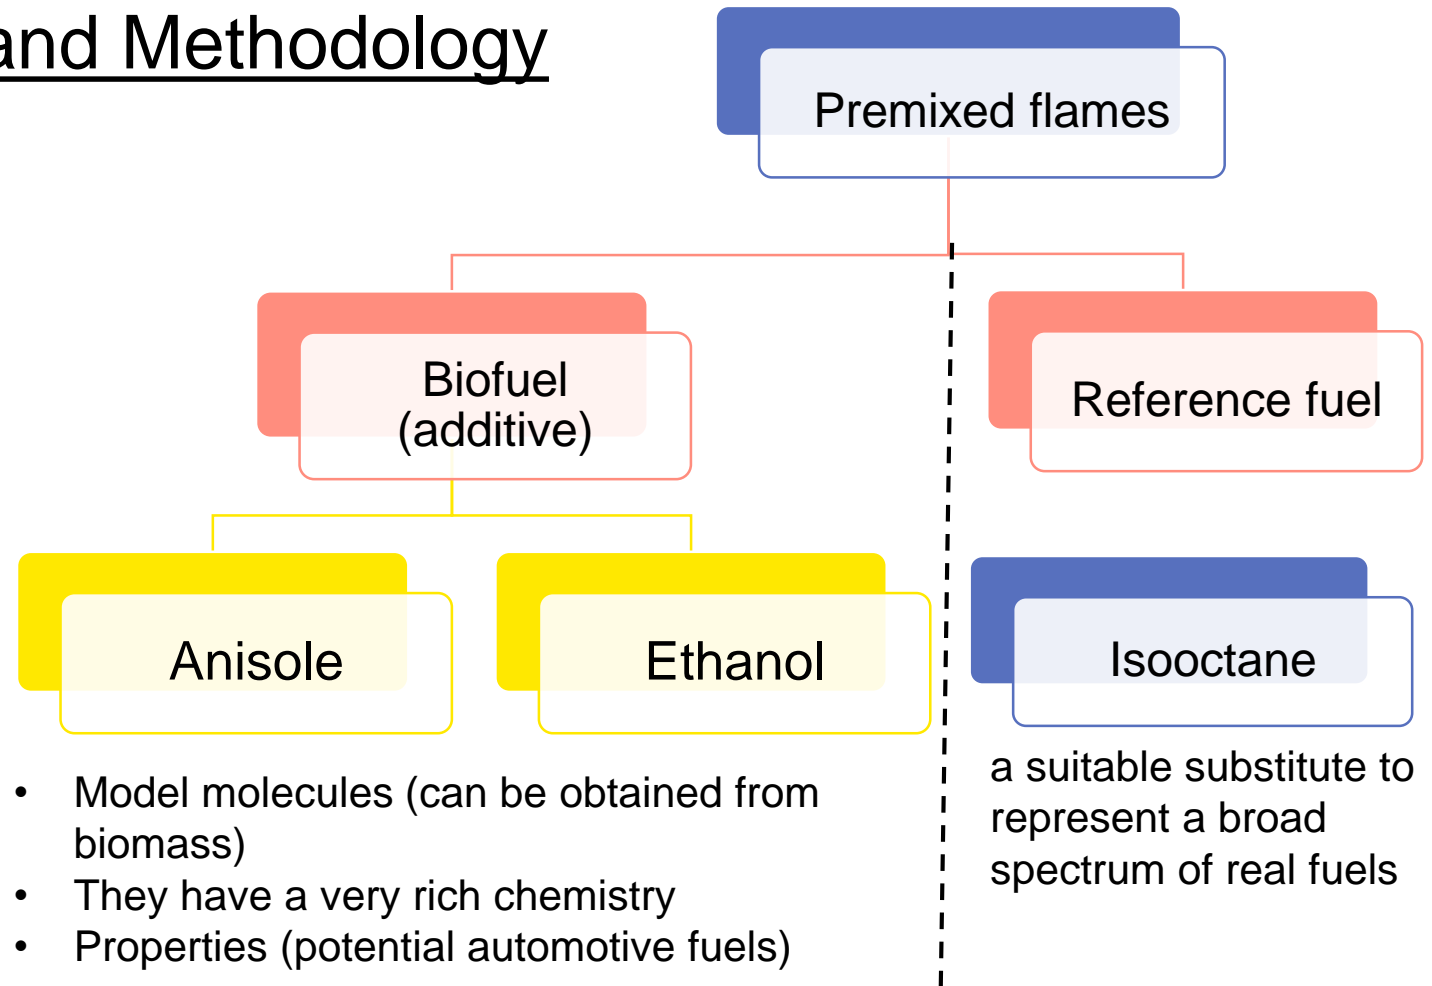 and Methodology
Premixed flames
Biofuel
(additive)
Reference fuel
Anisole
Ethanol
Isooctane
• Model molecules (can be obtained from
biomass)
• They have a very rich chemistry
• Properties (potential automotive fuels)
a suitable substitute to
represent a broad
spectrum of real fuels